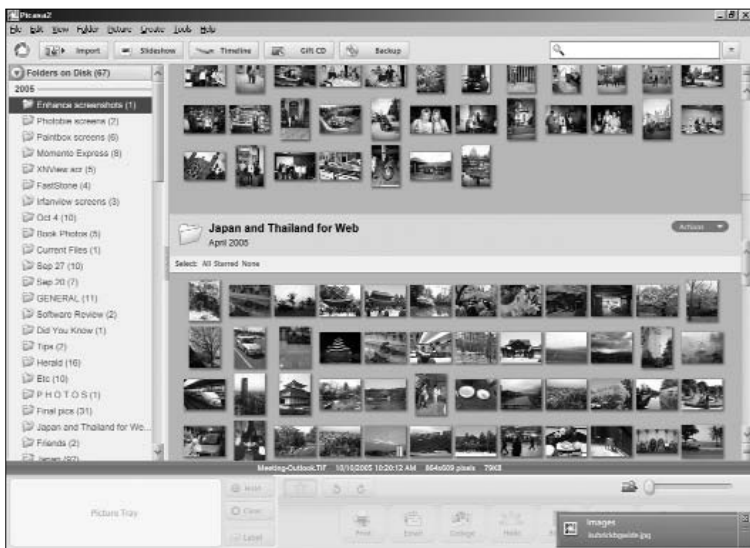 Picasa2
File Edit View Folder Picture Create Tools Help
Import Slideshow Timeline Gift CD Backup
Folders on Disk (67)
2005
Enhance screenshots (1)
Photobie screens (2)
Paintbox screens (6)
Momento Express (8)
XNView scr (5)
FastStone (4)
Irfanview screens (3)
Oct 4 (10)
Book Photos (5)
Current Files (1)
Sep 27 (10)
Sep 20 (7)
GENERAL (11)
Software Review (2)
Did You Know (1)
Tips (2)
Herald (16)
Etc (10)
P H O T O S (1)
Final pics (31)
Japan and Thailand for We...
Friends (2)
Japan (92)
Japan and Thailand for Web
April 2005
Actions
Select: All Starred None
Meeting-Outlook.TIF 10/10/2005 10:20:12 AM 864x609 pixels 79KB
Picture Tray
Hold
Clear
Label
Print Email Collage Hello
Images
kubrickbgwide.jpg